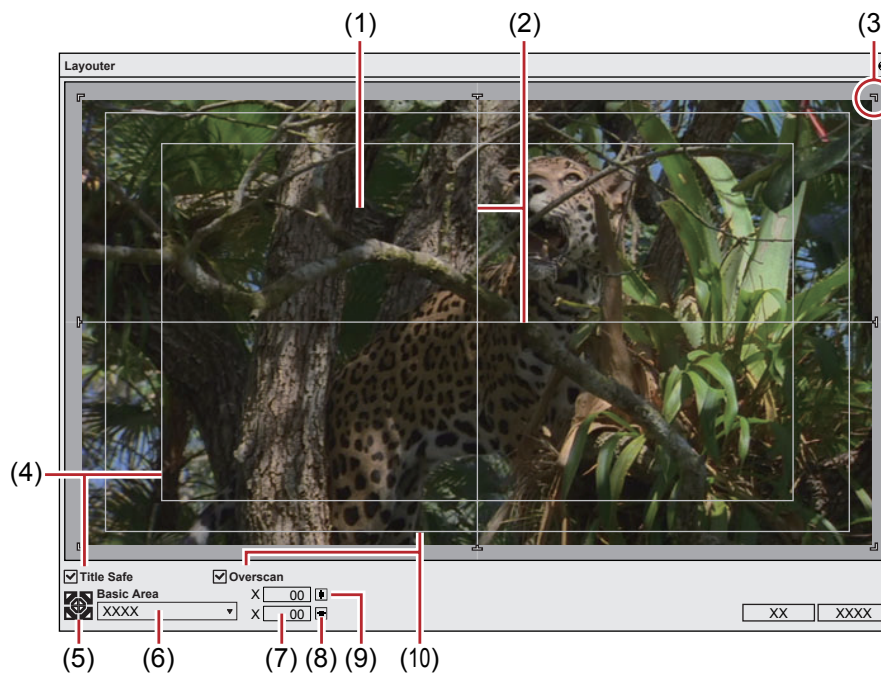 (1) (2) (3
Layouter
(4)
Title Safe Overscan
Basic Area X 00
XXXX X 00 XX XXXX
(5) (6) (7) (8) (9) (10)